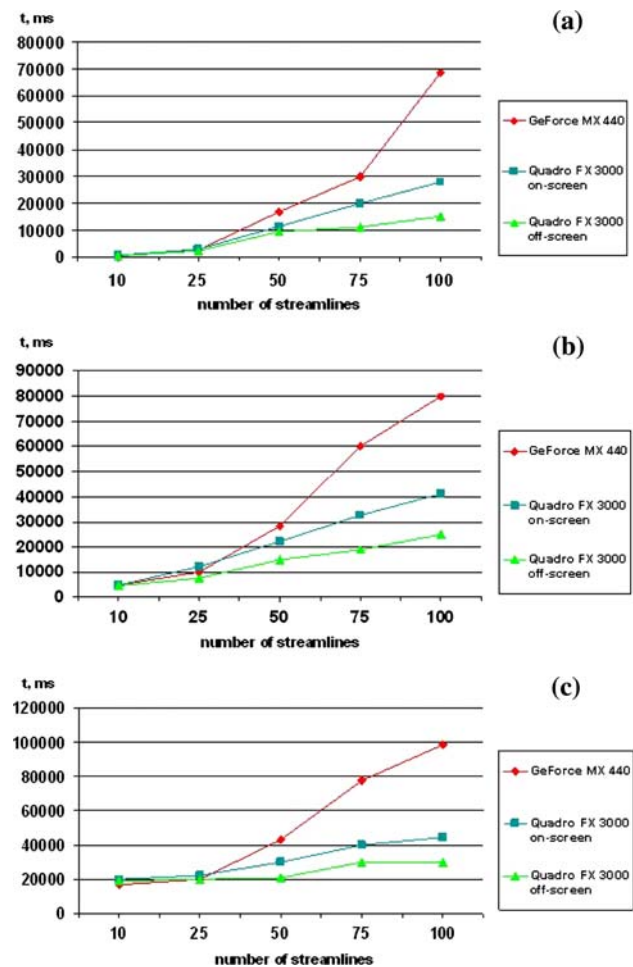 (a)
t, ms
80000
70000
60000
50000
40000
30000
20000
10000
0
10 25 50 75 100
number of streamlines
GeForce MX 440
Quadro FX 3000
on-screen
Quadro FX 3000
off-screen
(b)
t, ms
90000
80000
70000
60000
50000
40000
30000
20000
10000
0
10 25 50 75 100
number of streamlines
GeForce MX 440
Quadro FX 3000
on-screen
Quadro FX 3000
off-screen
(c)
t, ms
120000
100000
80000
60000
40000
20000
0
10 25 50 75 100
number of streamlines
GeForce MX 440
Quadro FX 3000
on-screen
Quadro FX 3000
off-screen